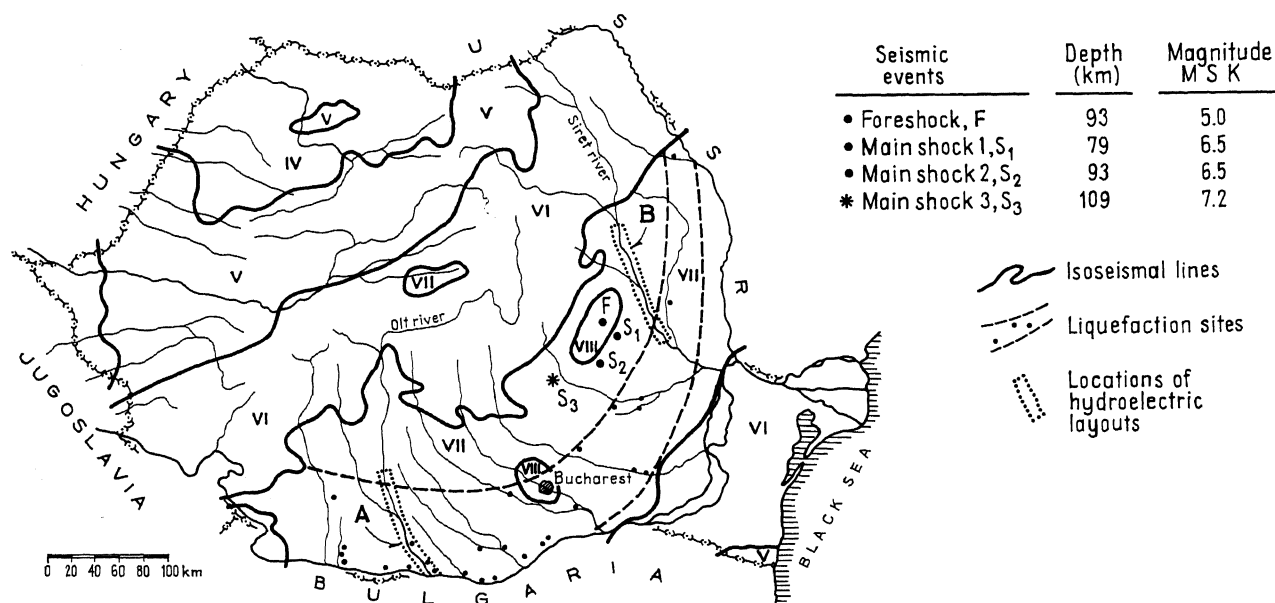 Seismic events Depth (km) Magnitude M S K
• Foreshock, F 93 5.0
• Main shock 1, S1 79 6.5
• Main shock 2, S2 93 6.5
* Main shock 3, S3 109 7.2
Isoseismal lines
Liquefaction sites
Locations of
hydroelectric
layouts
HUNGARY
U S S R
JUGOSLAVIA
BULGARIA
BLACK SEA
V
IV
V
Siret river
VI
B
V
VII
VII
Olt river
F
S1
VIII
S2
S3
VI
VII
VI
VIII
Bucharest
A
V
0 20 40 60 80 100 km